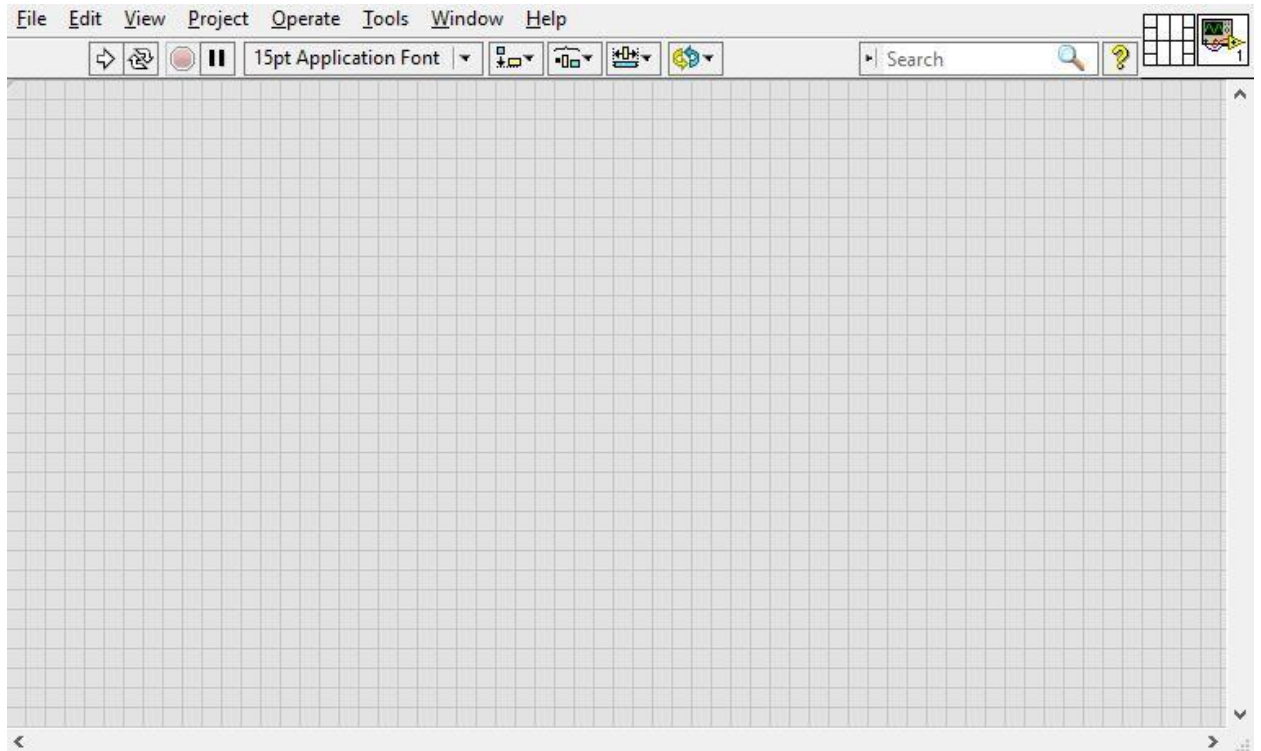 File Edit View Project Operate Tools Window Help
15pt Application Font Search ?
1